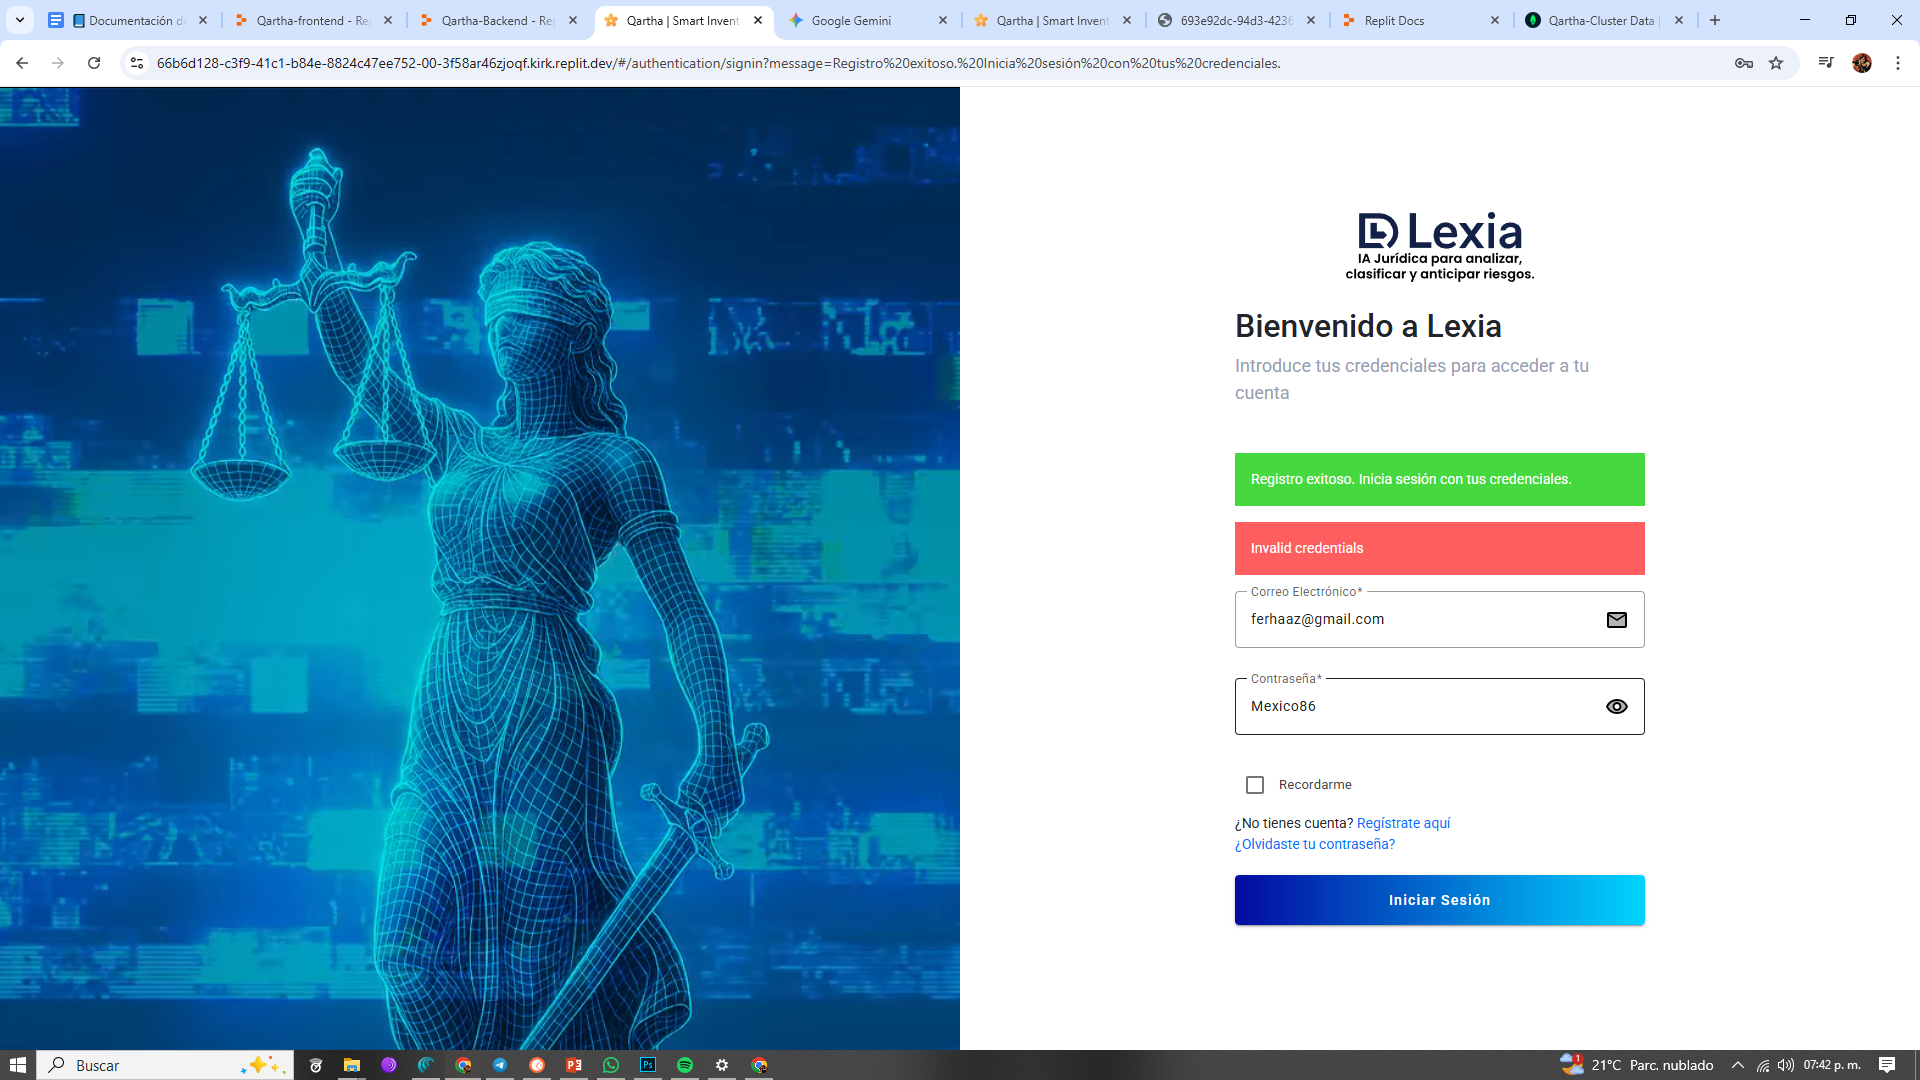 Documentación de
Qartha-frontend - Rep
Qartha-Backend - Rep
Qartha | Smart Invent
Google Gemini
Qartha | Smart Invent
693e92dc-94d3-4236
Replit Docs
Qartha-Cluster Data |
66b6d128-c3f9-41c1-b84e-8824c47ee752-00-3f58ar46zjoqf.kirk.replit.dev/#/authentication/signin?message=Registro%20exitoso.%20Inicia%20sesión%20con%20tus%20credenciales.
Lexia
IA Jurídica para analizar,
clasificar y anticipar riesgos.
Bienvenido a Lexia
Introduce tus credenciales para acceder a tu
cuenta
Registro exitoso. Inicia sesión con tus credenciales.
Invalid credentials
Correo Electrónico*
ferhaaz@gmail.com
Contraseña*
Mexico86
Recordarme
¿No tienes cuenta? Regístrate aquí
¿Olvidaste tu contraseña?
Iniciar Sesión
Buscar
1
21°C Parc. nublado
07:42 p. m.